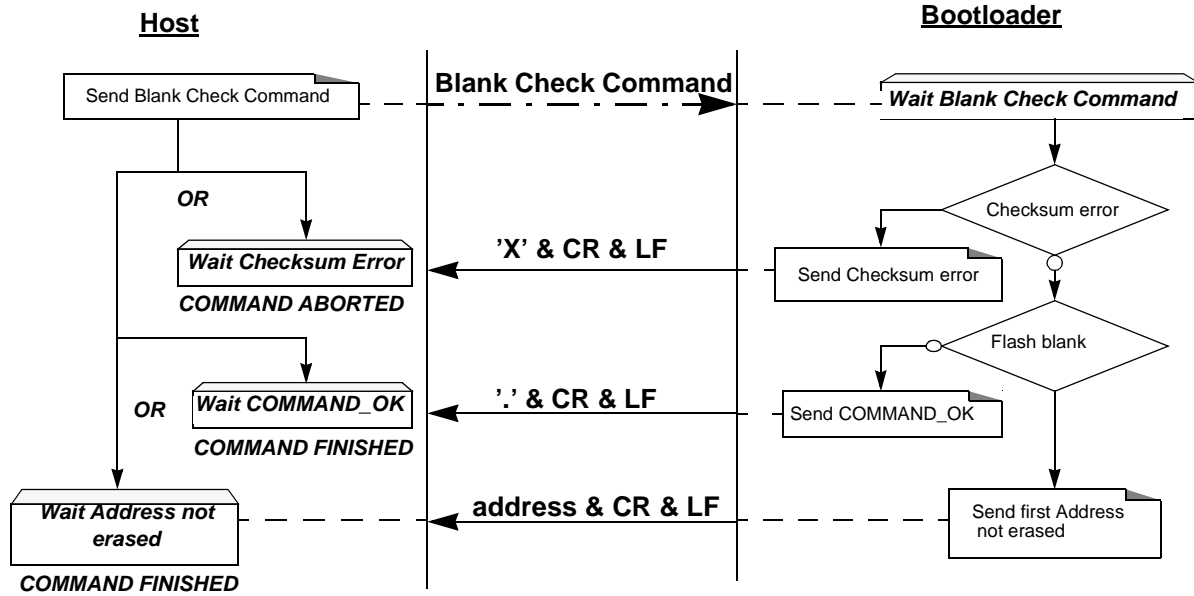 Host
Bootloader
Send Blank Check Command
Blank Check Command
Wait Blank Check Command
OR
Checksum error
Wait Checksum Error
'X' & CR & LF
Send Checksum error
COMMAND ABORTED
Flash blank
OR
Wait COMMAND_OK
'.' & CR & LF
Send COMMAND_OK
COMMAND FINISHED
Wait Address not
erased
address & CR & LF
Send first Address
not erased
COMMAND FINISHED